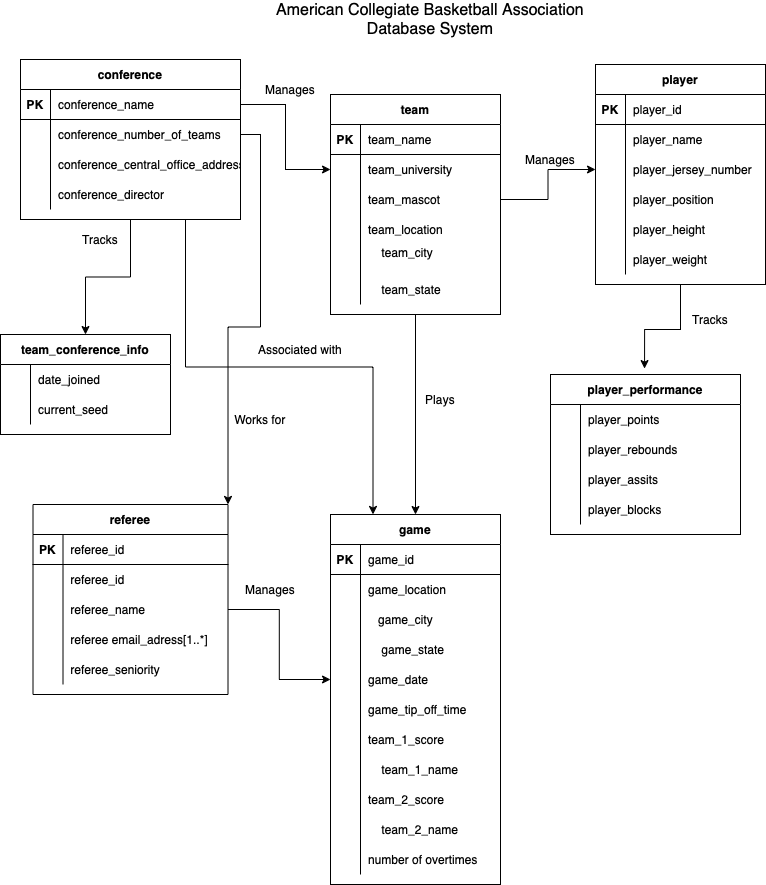 American Collegiate Basketball Association
Database System
conference
PK conference_name
conference_number_of_teams
conference_central_office_addres
conference_director
Manages
team
PK team_name
team_university
team_mascot
team_location
team_city
team_state
Manages
player
PK player_id
player_name
player_jersey_number
player_position
player_height
player_weight
Tracks
team_conference_info
date_joined
current_seed
Associated with
Works for
Plays
Tracks
player_performance
player_points
player_rebounds
player_assits
player_blocks
referee
PK referee_id
referee_id
referee_name
referee email_adress[1..*]
referee_seniority
Manages
game
PK game_id
game_location
game_city
game_state
game_date
game_tip_off_time
team_1_score
team_1_name
team_2_score
team_2_name
number of overtimes